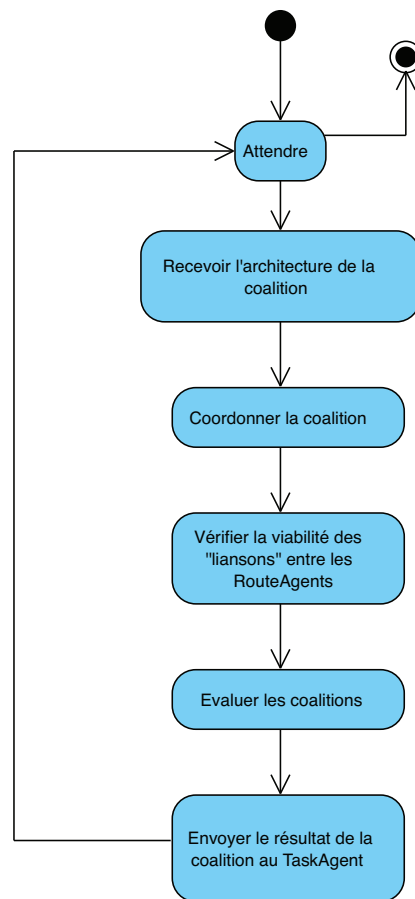 Attendre
Recevoir l'architecture de la
coalition
Coordonner la coalition
Vérifier la viabilité des
"liansons" entre les
RouteAgents
Evaluer les coalitions
Envoyer le résultat de la
coalition au TaskAgent